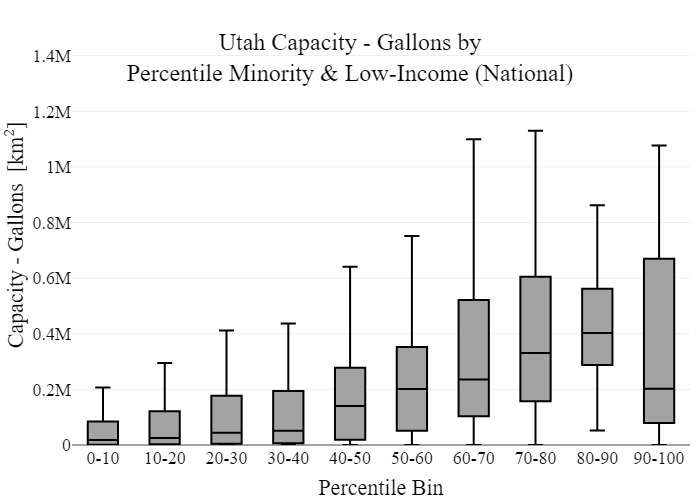 Utah Capacity - Gallons by
Percentile Minority & Low-Income (National)
Capacity - Gallons [km²]
1.4M
1.2M
1M
0.8M
0.6M
0.4M
0.2M
0
0-10 10-20 20-30 30-40 40-50 50-60 60-70 70-80 80-90 90-100
Percentile Bin